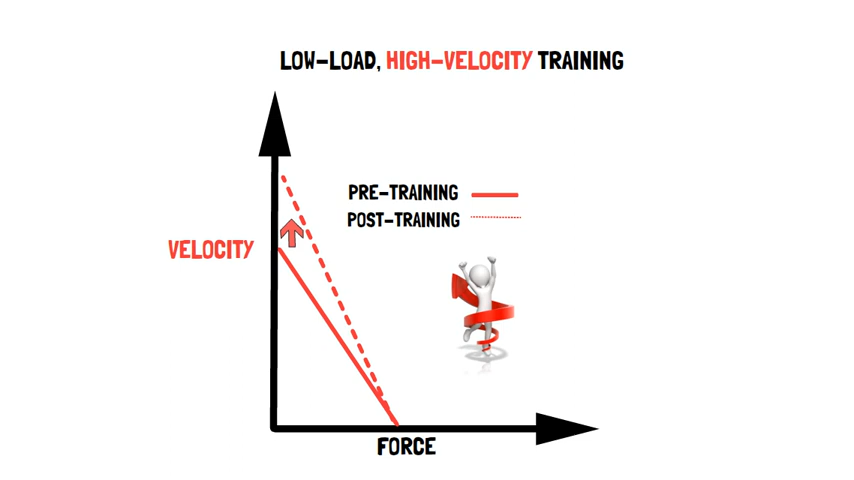 LOW-LOAD, HIGH-VELOCITY TRAINING
PRE-TRAINING
POST-TRAINING
VELOCITY
FORCE